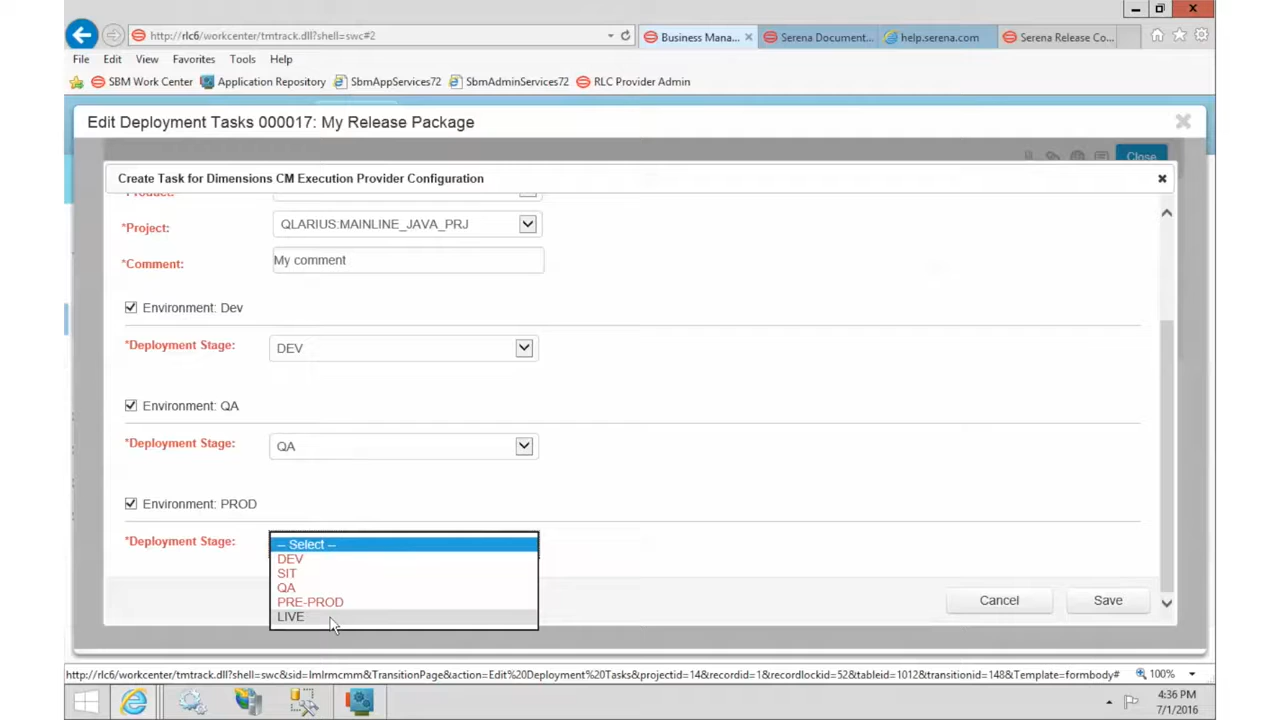 http://rlc6/workcenter/tmtrack.dll?shell=swc#2
Business Mana...
Serena Document...
help.serena.com
Serena Release Co...
File Edit View Favorites Tools Help
SBM Work Center Application Repository SbmAppServices72 SbmAdminServices72 RLC Provider Admin
Edit Deployment Tasks 000017: My Release Package
Close
Create Task for Dimensions CM Execution Provider Configuration
*Product:
*Project: QLARIUS:MAINLINE_JAVA_PRJ
*Comment: My comment
Environment: Dev
*Deployment Stage: DEV
Environment: QA
*Deployment Stage: QA
Environment: PROD
*Deployment Stage:
-- Select --
DEV
SIT
QA
PRE-PROD
LIVE
Cancel Save
http://rlc6/workcenter/tmtrack.dll?shell=swc&sid=lmlrmcmm&TransitionPage&action=Edit%20Deployment%20Tasks&projectid=14&recordid=1&recordlockid=52&tableid=1012&transitionid=148&Template=formbody#
100%
4:36 PM
7/1/2016